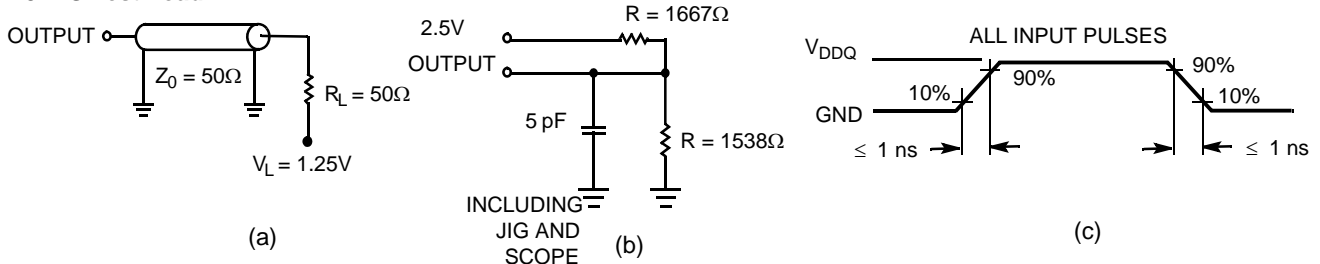 OUTPUT
Z0 = 50Ω
RL = 50Ω
VL = 1.25V
(a)
R = 1667Ω
2.5V
OUTPUT
5 pF
R = 1538Ω
INCLUDING
JIG AND
SCOPE
(b)
ALL INPUT PULSES
VDDQ
GND
10%
90%
90%
10%
≤ 1 ns
≤ 1 ns
(c)